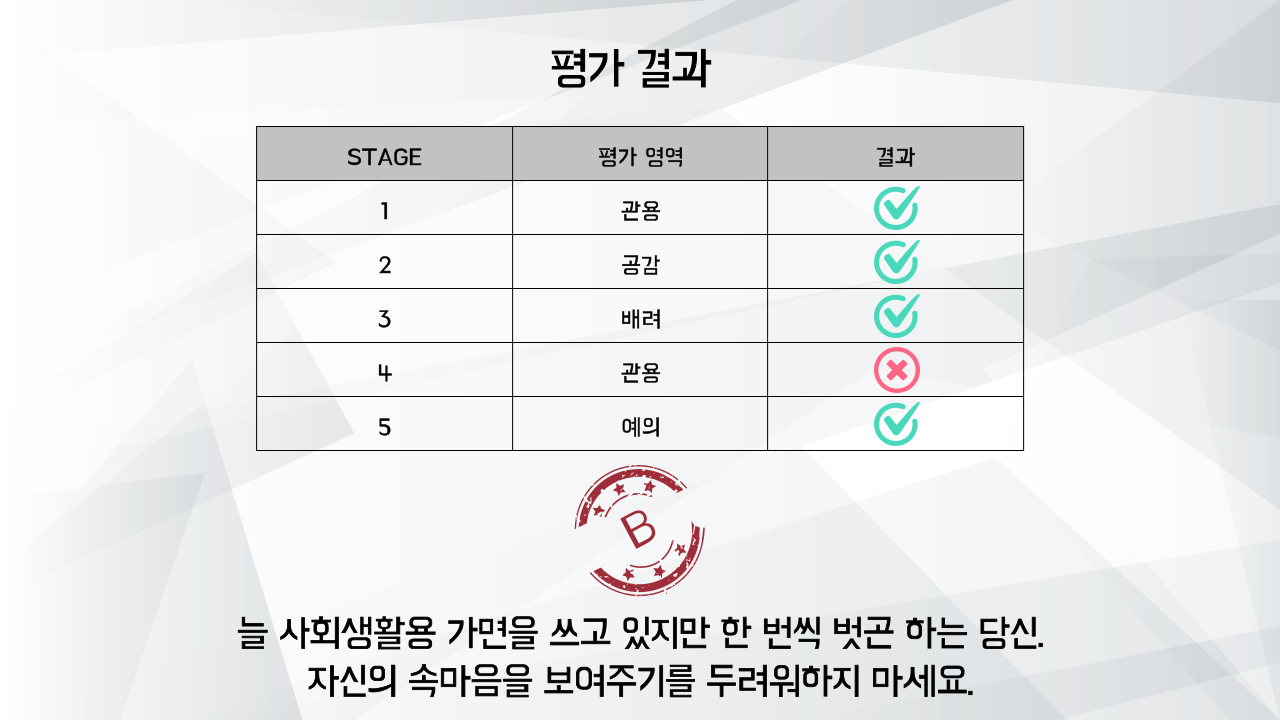 평가 결과
STAGE 평가 영역 결과
1 관용
2 공감
3 배려
4 관용
5 예의
B
늘 사회생활용 가면을 쓰고 있지만 한 번씩 벗곤 하는 당신.
자신의 속마음을 보여주기를 두려워하지 마세요.